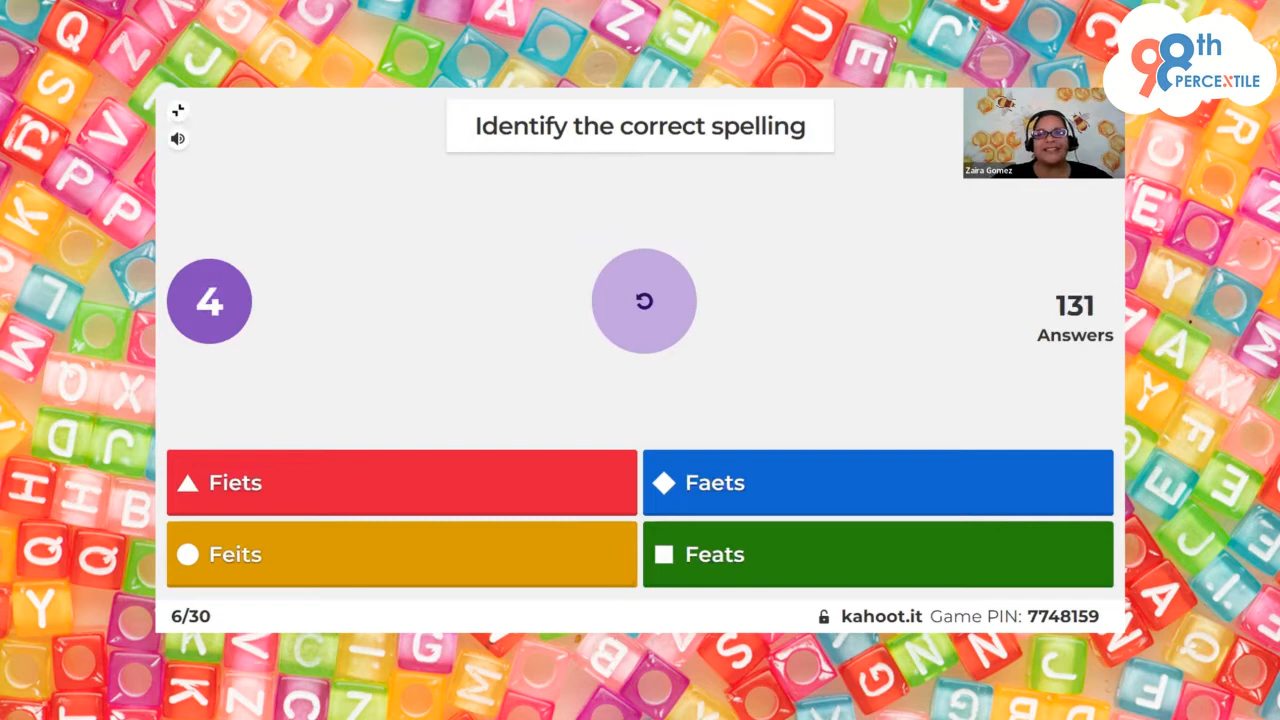 98th
PERCEXTILE
Identify the correct spelling
Zaira Gomez
4
131
Answers
Fiets
Faets
Feits
Feats
6/30
kahoot.it Game PIN: 7748159